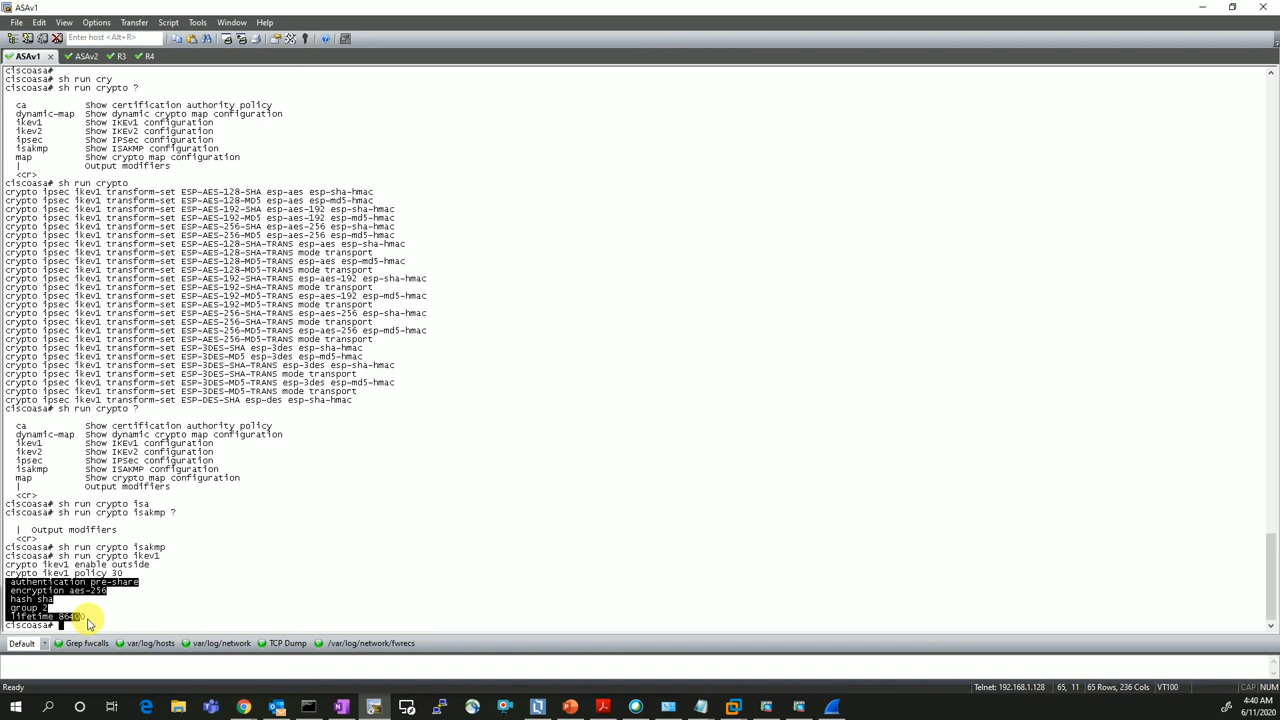 ASAv1
File Edit View Options Transfer Script Tools Window Help
Enter host <Alt+R>
ASAv1 ASAv2 R3 R4
ciscoasa#
ciscoasa# sh run cry
ciscoasa# sh run crypto ?
ca Show certification authority policy
dynamic-map Show dynamic crypto map configuration
ikev1 Show IKEv1 configuration
ikev2 Show IKEv2 configuration
ipsec Show IPSec configuration
isakmp Show ISAKMP configuration
map Show crypto map configuration
| Output modifiers
<cr>
ciscoasa# sh run crypto
crypto ipsec ikev1 transform-set ESP-AES-128-SHA esp-aes esp-sha-hmac
crypto ipsec ikev1 transform-set ESP-AES-128-MD5 esp-aes esp-md5-hmac
crypto ipsec ikev1 transform-set ESP-AES-192-SHA esp-aes-192 esp-sha-hmac
crypto ipsec ikev1 transform-set ESP-AES-192-MD5 esp-aes-192 esp-md5-hmac
crypto ipsec ikev1 transform-set ESP-AES-256-SHA esp-aes-256 esp-sha-hmac
crypto ipsec ikev1 transform-set ESP-AES-256-MD5 esp-aes-256 esp-md5-hmac
crypto ipsec ikev1 transform-set ESP-AES-128-SHA-TRANS esp-aes esp-sha-hmac
crypto ipsec ikev1 transform-set ESP-AES-128-SHA-TRANS mode transport
crypto ipsec ikev1 transform-set ESP-AES-128-MD5-TRANS esp-aes esp-md5-hmac
crypto ipsec ikev1 transform-set ESP-AES-128-MD5-TRANS mode transport
crypto ipsec ikev1 transform-set ESP-AES-192-SHA-TRANS esp-aes-192 esp-sha-hmac
crypto ipsec ikev1 transform-set ESP-AES-192-SHA-TRANS mode transport
crypto ipsec ikev1 transform-set ESP-AES-192-MD5-TRANS esp-aes-192 esp-md5-hmac
crypto ipsec ikev1 transform-set ESP-AES-192-MD5-TRANS mode transport
crypto ipsec ikev1 transform-set ESP-AES-256-SHA-TRANS esp-aes-256 esp-sha-hmac
crypto ipsec ikev1 transform-set ESP-AES-256-SHA-TRANS mode transport
crypto ipsec ikev1 transform-set ESP-AES-256-MD5-TRANS esp-aes-256 esp-md5-hmac
crypto ipsec ikev1 transform-set ESP-AES-256-MD5-TRANS mode transport
crypto ipsec ikev1 transform-set ESP-3DES-SHA esp-3des esp-sha-hmac
crypto ipsec ikev1 transform-set ESP-3DES-MD5 esp-3des esp-md5-hmac
crypto ipsec ikev1 transform-set ESP-3DES-SHA-TRANS esp-3des esp-sha-hmac
crypto ipsec ikev1 transform-set ESP-3DES-SHA-TRANS mode transport
crypto ipsec ikev1 transform-set ESP-3DES-MD5-TRANS esp-3des esp-md5-hmac
crypto ipsec ikev1 transform-set ESP-3DES-MD5-TRANS mode transport
crypto ipsec ikev1 transform-set ESP-DES-SHA esp-des esp-sha-hmac
ciscoasa# sh run crypto ?
ca Show certification authority policy
dynamic-map Show dynamic crypto map configuration
ikev1 Show IKEv1 configuration
ikev2 Show IKEv2 configuration
ipsec Show IPSec configuration
isakmp Show ISAKMP configuration
map Show crypto map configuration
| Output modifiers
<cr>
ciscoasa# sh run crypto isa
ciscoasa# sh run crypto isakmp ?
| Output modifiers
<cr>
ciscoasa# sh run crypto isakmp
ciscoasa# sh run crypto ikev1
crypto ikev1 enable outside
crypto ikev1 policy 30
authentication pre-share
encryption aes-256
hash sha
group 2
lifetime 86400
ciscoasa#
Default Grep fwcalls var/log/hosts var/log/network TCP Dump /var/log/network/fwrecs
Ready Telnet: 192.168.1.128 65, 11 65 Rows, 236 Cols VT100 CAP NUM
4:40 AM
6/11/2020